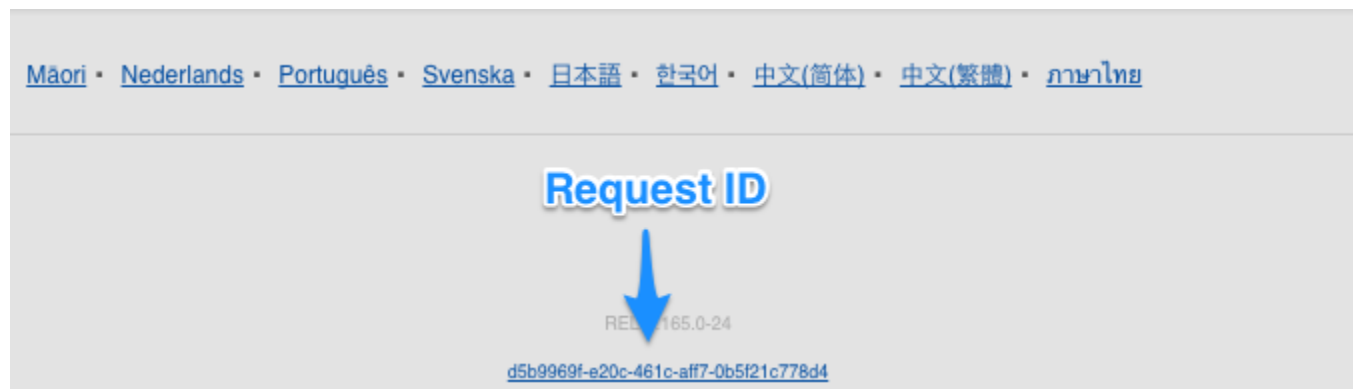 Māori ▪ Nederlands ▪ Português ▪ Svenska ▪ 日本語 ▪ 한국어 ▪ 中文(简体) ▪ 中文(繁體) ▪ ภาษาไทย
Request ID
165.0-24
d5b9969f-e20c-461c-aff7-0b5f21c778d4